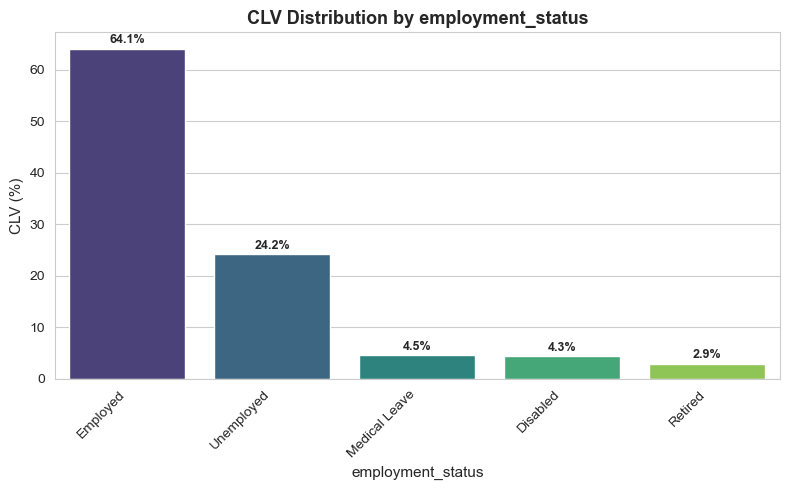 CLV Distribution by employment_status
CLV (%)
60
50
40
30
20
10
0
64.1%
24.2%
4.5%
4.3%
2.9%
Employed
Unemployed
Medical Leave
Disabled
Retired
employment_status